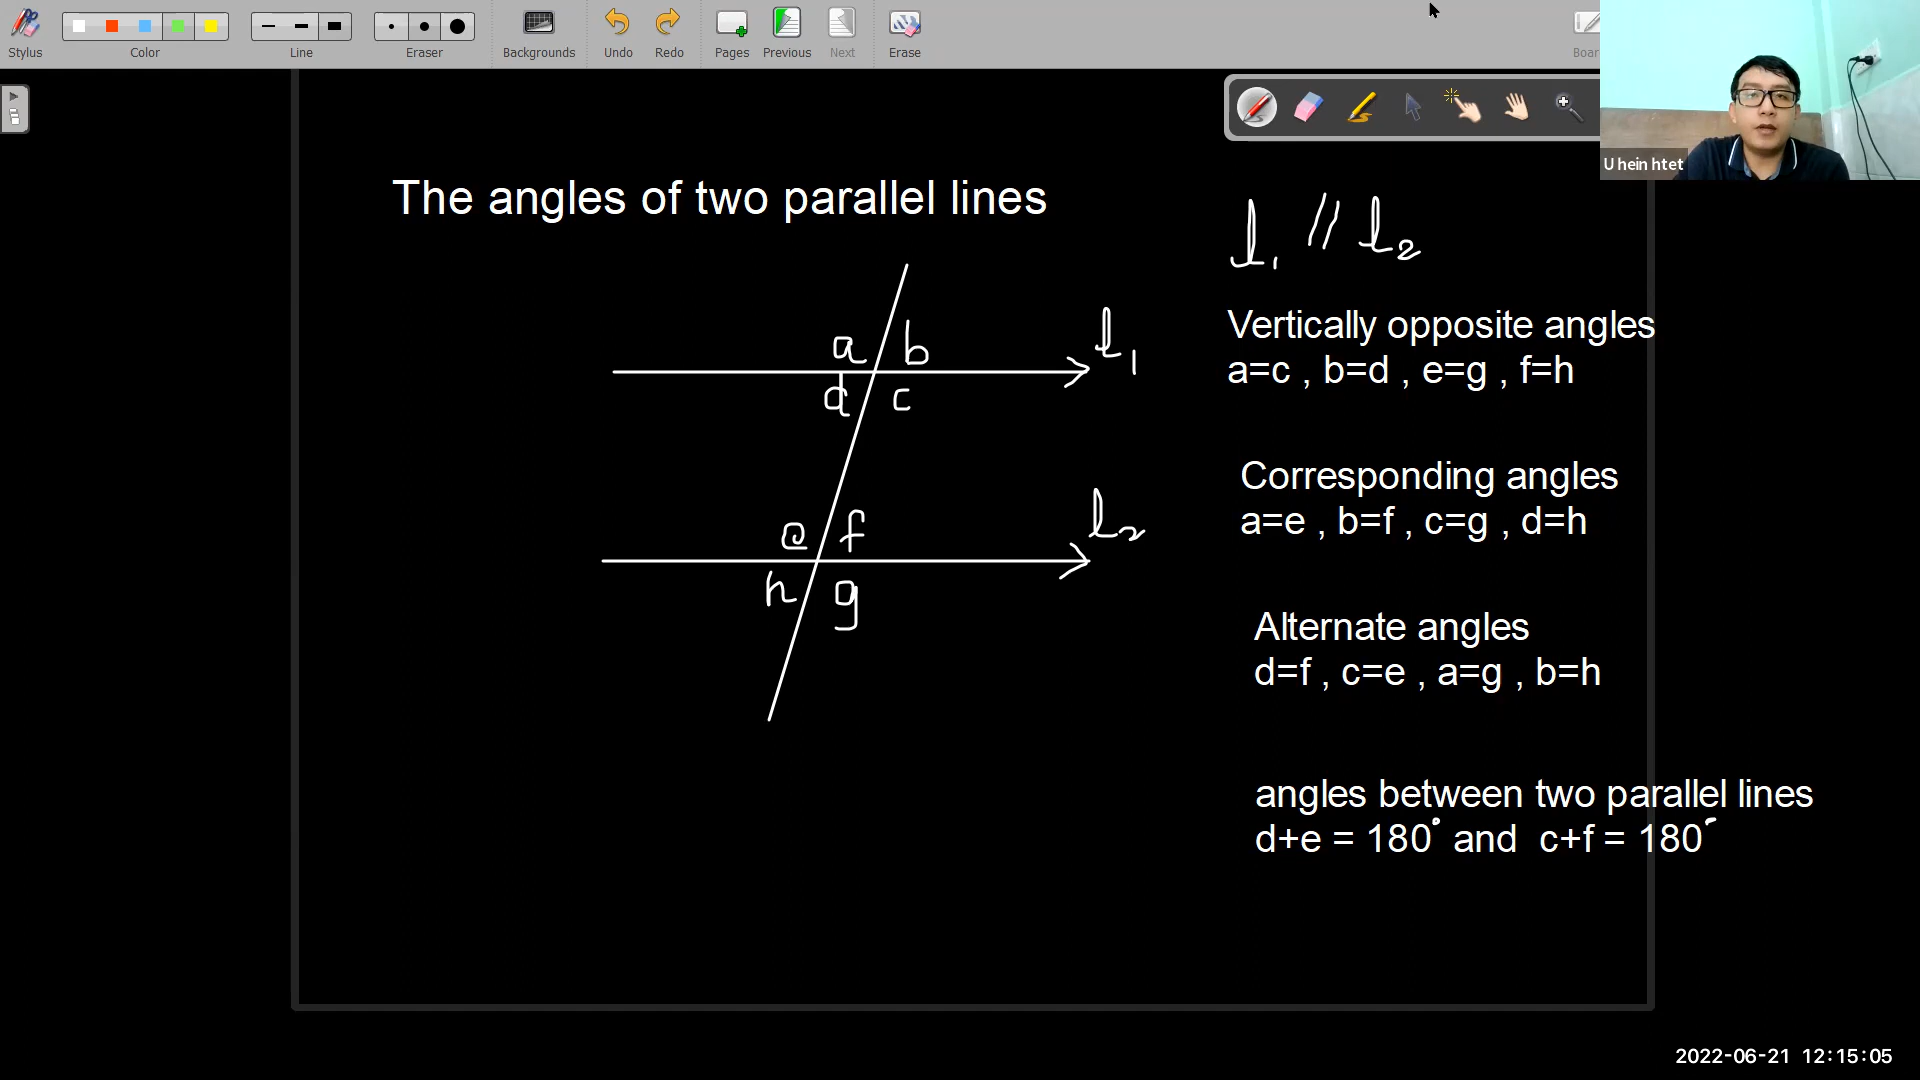 Stylus
Color
Line
Eraser
Backgrounds
Undo
Redo
Pages
Previous
Next
Erase
Boar
U hein htet
The angles of two parallel lines
l₁ // l₂
a b
d c
l₁
e f
h g
l₂
Vertically opposite angles
a=c , b=d , e=g , f=h
Corresponding angles
a=e , b=f , c=g , d=h
Alternate angles
d=f , c=e , a=g , b=h
angles between two parallel lines
d+e = 180° and c+f = 180°
2022-06-21 12:15:05